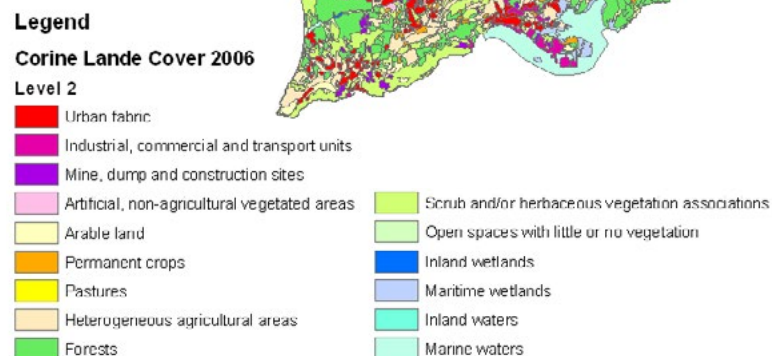 Legend
Corine Lande Cover 2006
Level 2
Urban fabric
Industrial, commercial and transport units
Mine, dump and construction sites
Artificial, non-agricultural vegetated areas
Arable land
Permanent crops
Pastures
Heterogeneous agricultural areas
Forests
Scrub and/or herbaceous vegetation associations
Open spaces with little or no vegetation
Inland wetlands
Maritime wetlands
Inland waters
Marine waters